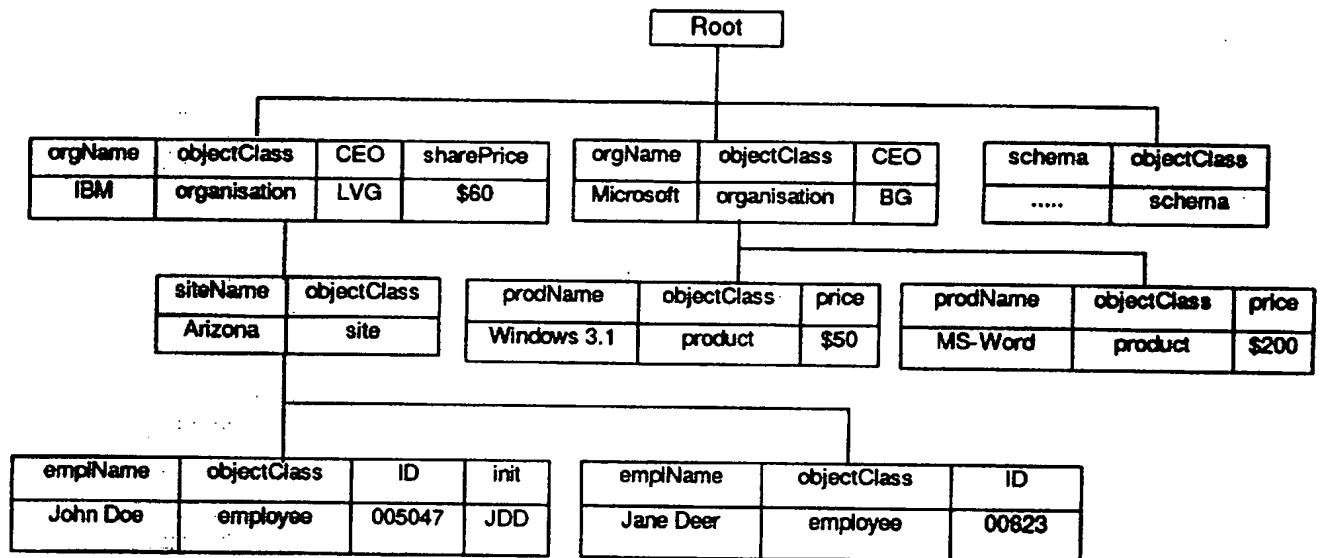 Root
orgName objectClass CEO sharePrice
IBM organisation LVG $60
orgName objectClass CEO
Microsoft organisation BG
schema objectClass
..... schema
siteName objectClass
Arizona site
prodName objectClass price
Windows 3.1 product $50
prodName objectClass price
MS-Word product $200
emplName objectClass ID init
John Doe employee 005047 JDD
emplName objectClass ID
Jane Deer employee 00623